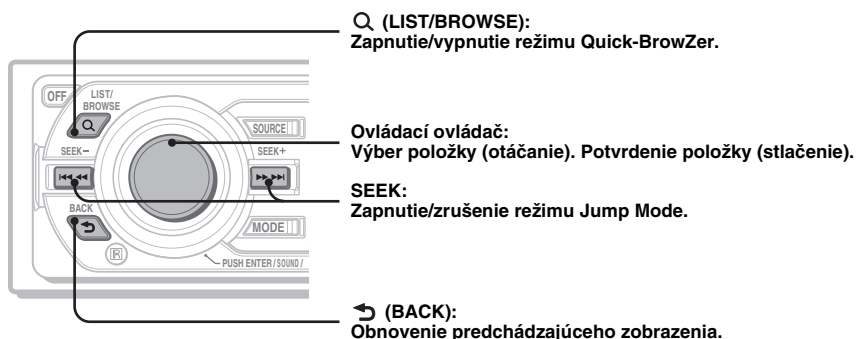 (LIST/BROWSE):
Zapnutie/vypnutie režimu Quick-BrowZer.
OFF
LIST/
BROWSE
SOURCE
Ovládací ovládač:
Výber položky (otáčanie). Potvrdenie položky (stlačenie).
SEEK–
SEEK+
SEEK:
Zapnutie/zrušenie režimu Jump Mode.
BACK
MODE
R
PUSH ENTER / SOUND /
(BACK):
Obnovenie predchádzajúceho zobrazenia.